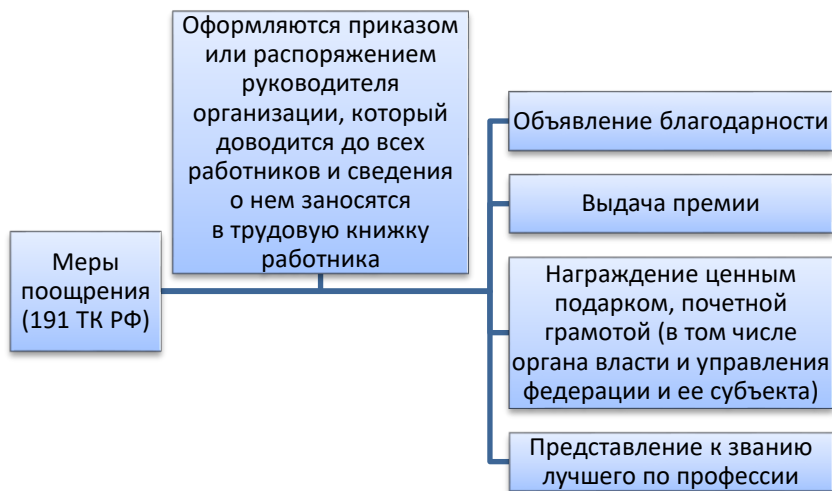 Оформляются приказом
или распоряжением
руководителя
организации, который
доводится до всех
работников и сведения
о нем заносятся
в трудовую книжку
работника
Меры
поощрения
(191 ТК РФ)
Объявление благодарности
Выдача премии
Награждение ценным
подарком, почетной
грамотой (в том числе
органа власти и управления
федерации и ее субъекта)
Представление к званию
лучшего по профессии